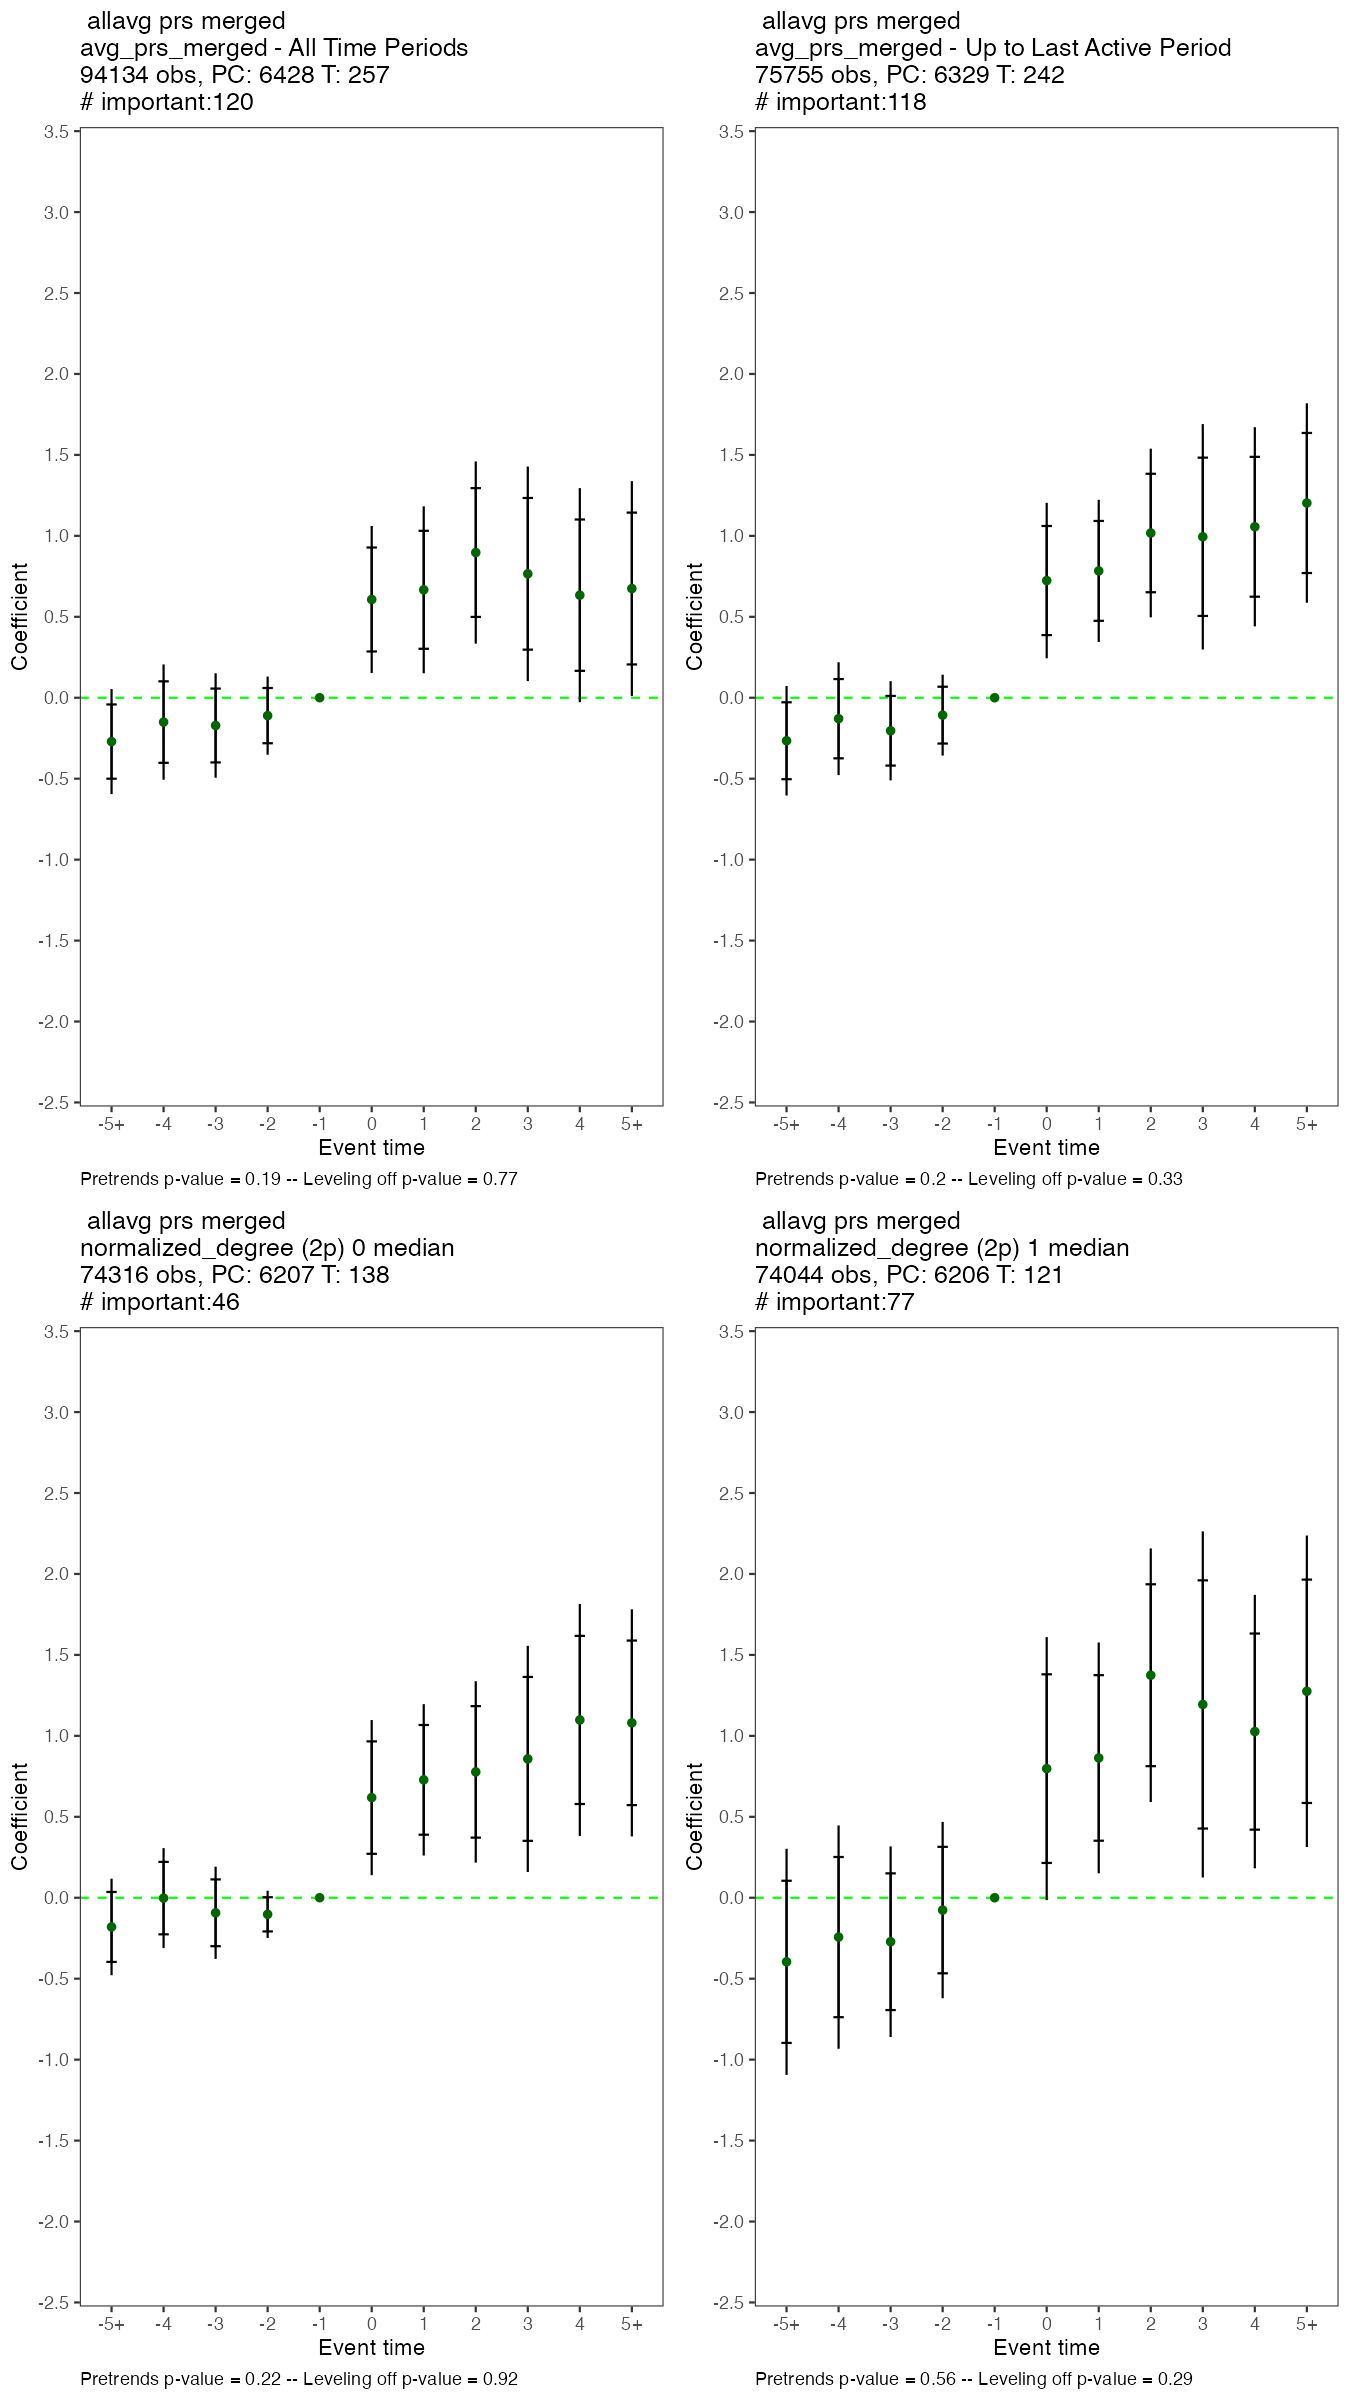 allavg prs merged
avg_prs_merged - All Time Periods
94134 obs, PC: 6428 T: 257
# important:120
3.5
3.0
2.5
2.0
1.5
1.0
0.5
0.0
-0.5
-1.0
-1.5
-2.0
-2.5
Coefficient
-5+ -4 -3 -2 -1 0 1 2 3 4 5+
Event time
Pretrends p-value = 0.19 -- Leveling off p-value = 0.77
allavg prs merged
avg_prs_merged - Up to Last Active Period
75755 obs, PC: 6329 T: 242
# important:118
3.5
3.0
2.5
2.0
1.5
1.0
0.5
0.0
-0.5
-1.0
-1.5
-2.0
-2.5
Coefficient
-5+ -4 -3 -2 -1 0 1 2 3 4 5+
Event time
Pretrends p-value = 0.2 -- Leveling off p-value = 0.33
allavg prs merged
normalized_degree (2p) 0 median
74316 obs, PC: 6207 T: 138
# important:46
3.5
3.0
2.5
2.0
1.5
1.0
0.5
0.0
-0.5
-1.0
-1.5
-2.0
-2.5
Coefficient
-5+ -4 -3 -2 -1 0 1 2 3 4 5+
Event time
Pretrends p-value = 0.22 -- Leveling off p-value = 0.92
allavg prs merged
normalized_degree (2p) 1 median
74044 obs, PC: 6206 T: 121
# important:77
3.5
3.0
2.5
2.0
1.5
1.0
0.5
0.0
-0.5
-1.0
-1.5
-2.0
-2.5
Coefficient
-5+ -4 -3 -2 -1 0 1 2 3 4 5+
Event time
Pretrends p-value = 0.56 -- Leveling off p-value = 0.29